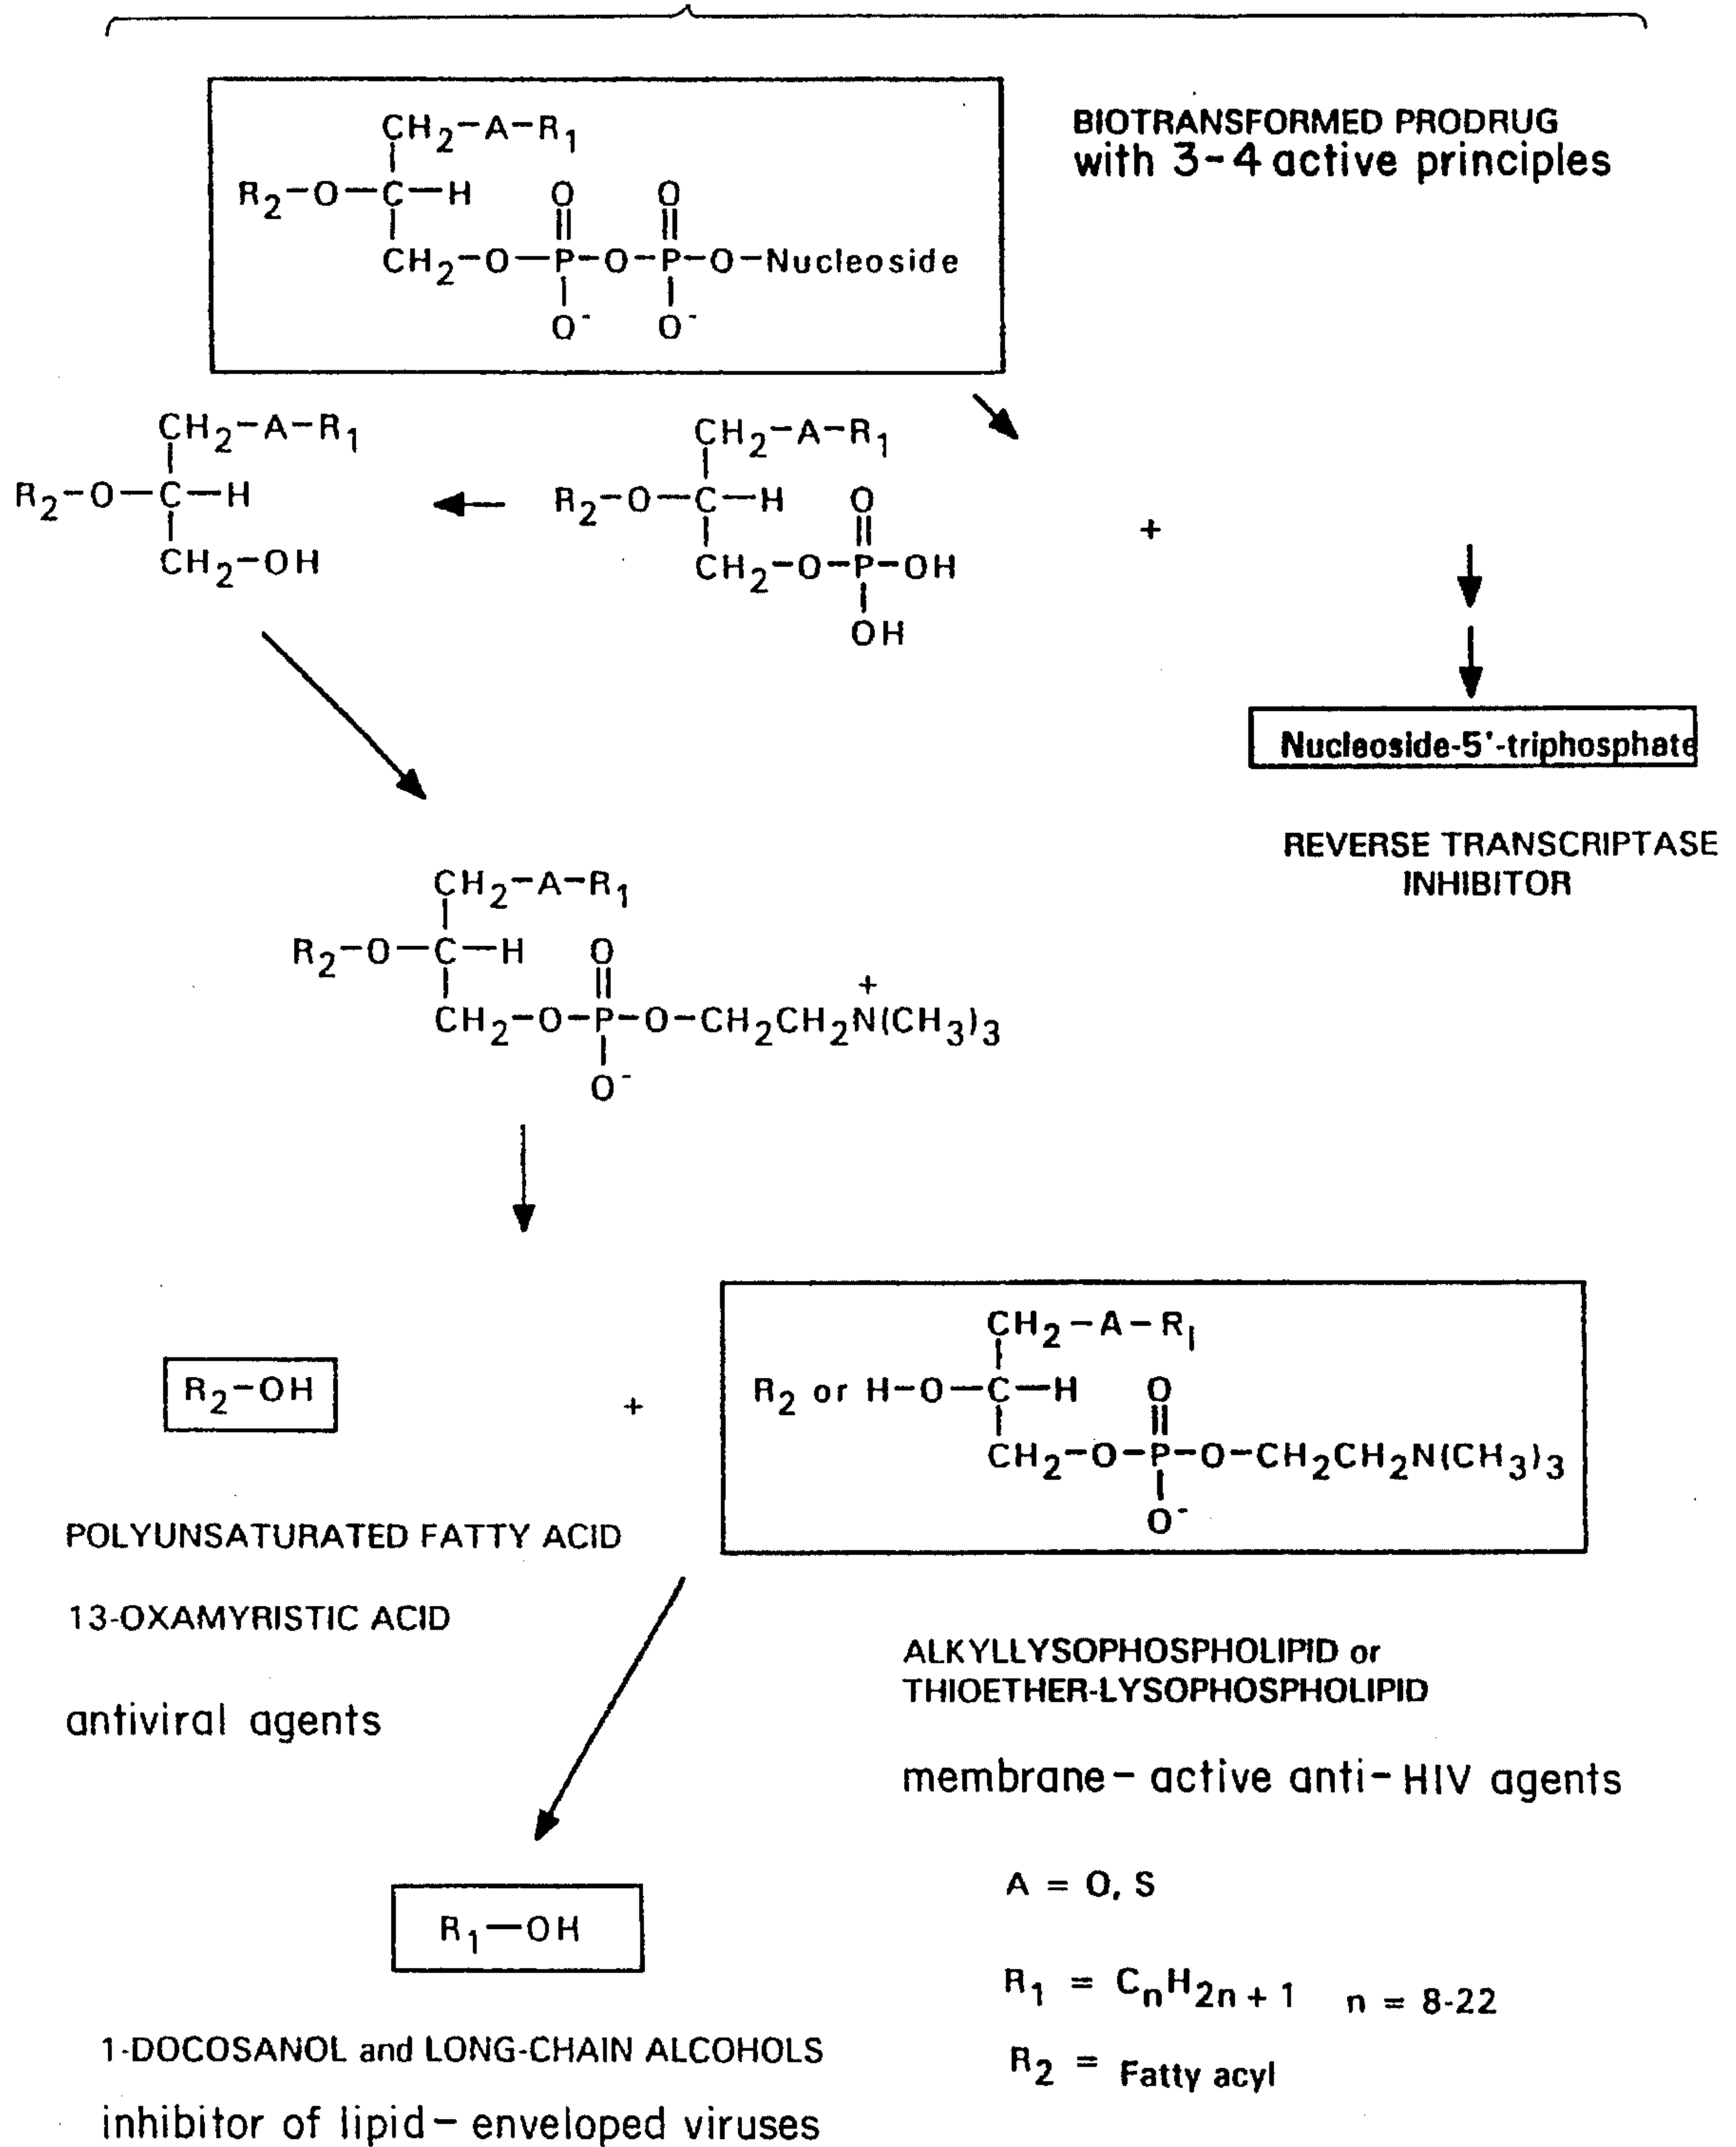 CH2-A-R1
BIOTRANSFORMED PRODRUG
with 3-4 active principles
R2-O-C-H O O
CH2-O-P-O-P-O-Nucleoside
O- O-
CH2-A-R1
R2-O-C-H
CH2-OH
CH2-A-R1
R2-O-C-H O
CH2-O-P-OH
OH
+
Nucleoside-5'-triphosphate
REVERSE TRANSCRIPTASE
INHIBITOR
CH2-A-R1
R2-O-C-H O
+
CH2-O-P-O-CH2CH2N(CH3)3
O-
R2-OH
+
CH2-A-R1
R2 or H-O-C-H O
CH2-O-P-O-CH2CH2N(CH3)3
O-
POLYUNSATURATED FATTY ACID
13-OXAMYRISTIC ACID
antiviral agents
ALKYLLYSOPHOSPHOLIPID or
THIOETHER-LYSOPHOSPHOLIPID
membrane-active anti-HIV agents
R1-OH
1-DOCOSANOL and LONG-CHAIN ALCOHOLS
inhibitor of lipid-enveloped viruses
A = O, S
R1 = CnH2n+1 n = 8-22
R2 = Fatty acyl